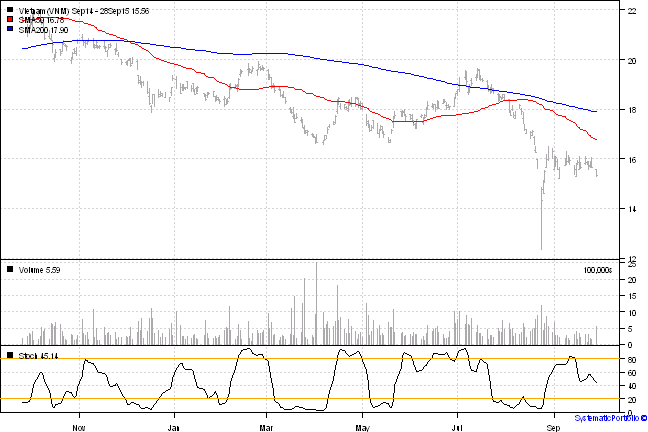 Vietnam (VNM) Sep14 - 28Sep15 15.56
SMA50 16.78
SMA200 17.90
22
20
18
16
14
12
Volume 5.59
100,000s
25
20
15
10
5
0
Stoch 45.14
80
60
40
20
0
Nov Jan Mar May Jul Sep
SystematicPortfolio ©